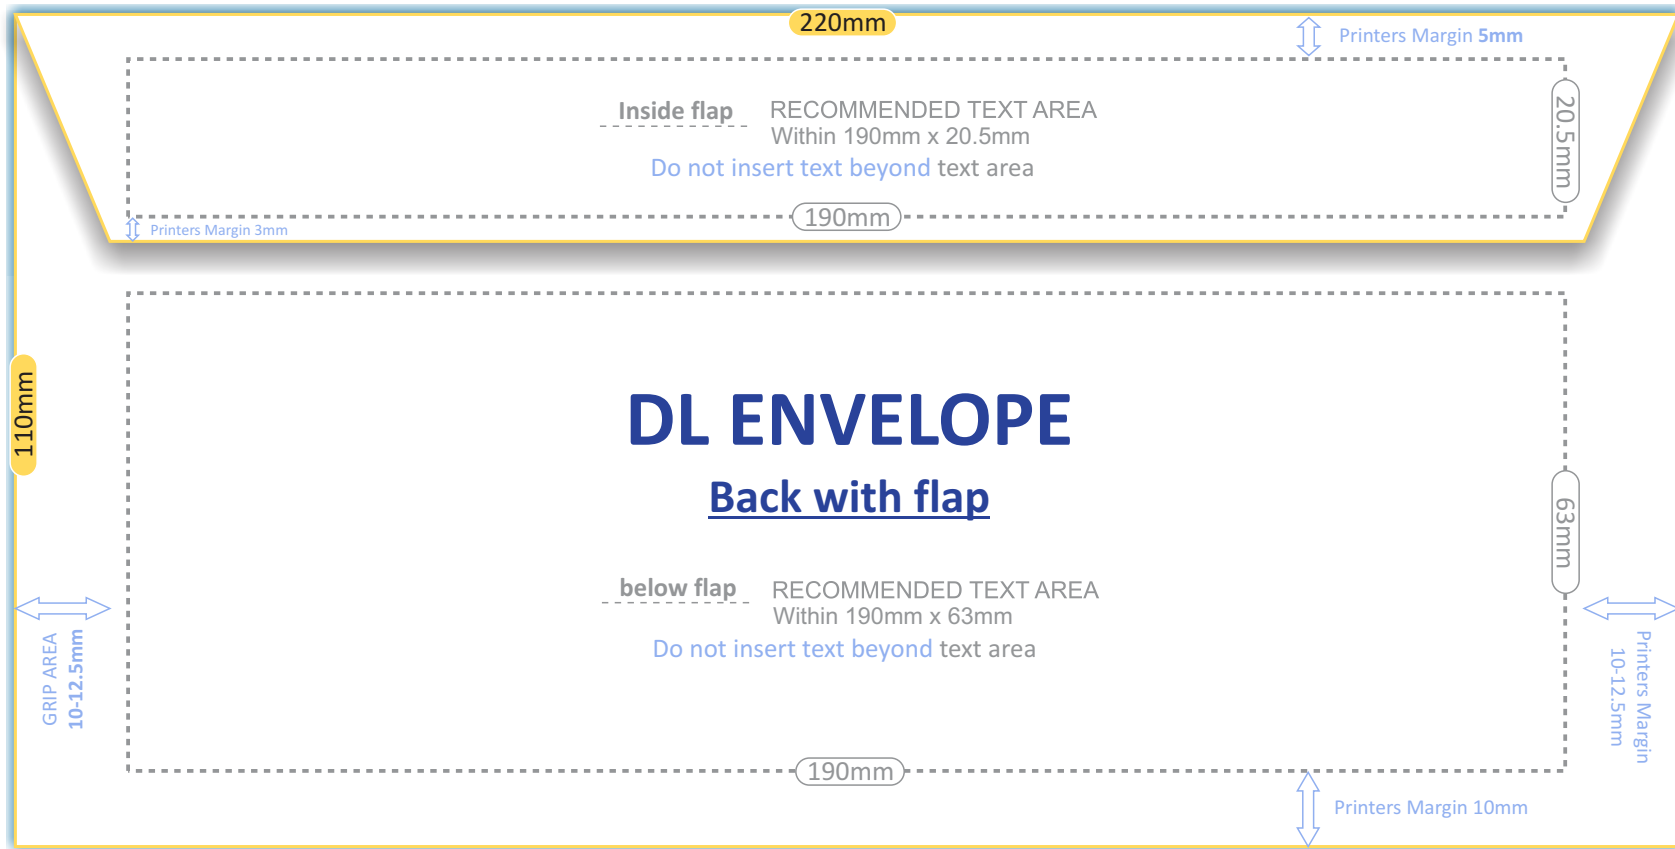 220mm
Printers Margin 5mm
Inside flap RECOMMENDED TEXT AREA
Within 190mm x 20.5mm
Do not insert text beyond text area
20.5mm
190mm
Printers Margin 3mm
110mm
DL ENVELOPE
Back with flap
below flap RECOMMENDED TEXT AREA
Within 190mm x 63mm
Do not insert text beyond text area
63mm
GRIP AREA
10-12.5mm
Printers Margin
10-12.5mm
190mm
Printers Margin 10mm